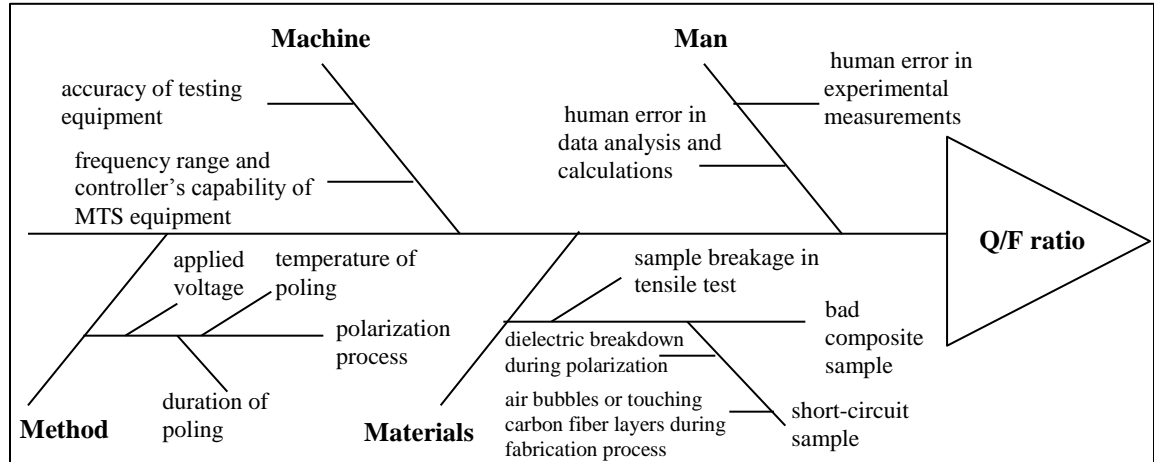 Machine
accuracy of testing
equipment
frequency range and
controller's capability of
MTS equipment
Man
human error in
experimental
measurements
human error in
data analysis and
calculations
Q/F ratio
applied
voltage
temperature of
poling
polarization
process
duration of
poling
Method
sample breakage in
tensile test
bad
composite
sample
dielectric breakdown
during polarization
air bubbles or touching
carbon fiber layers during
fabrication process
short-circuit
sample
Materials